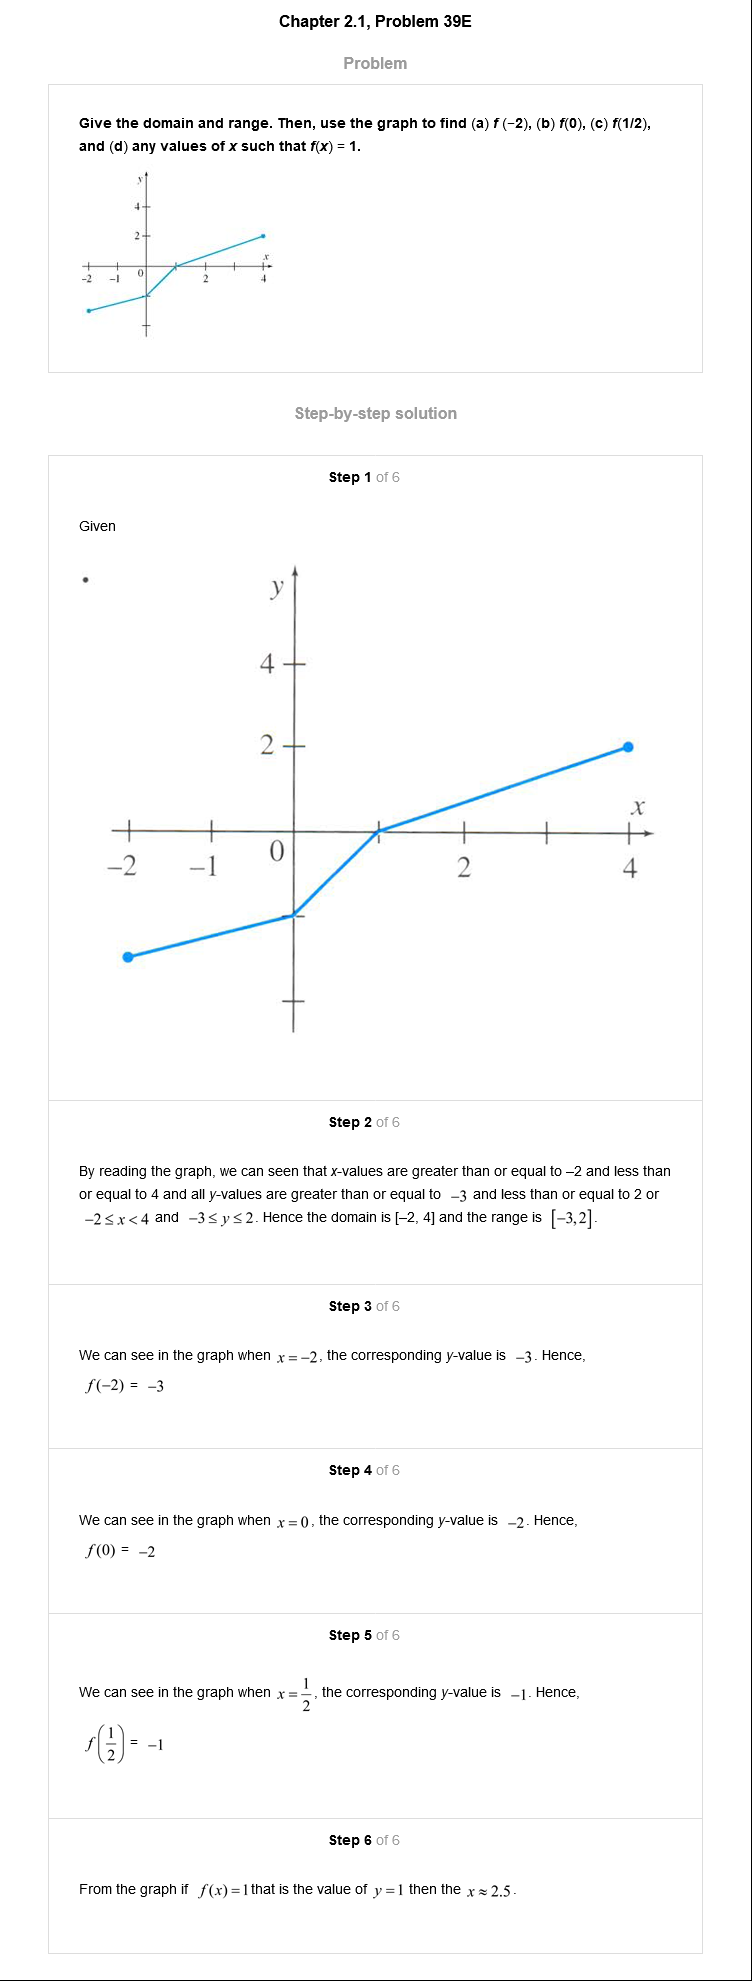 Chapter 2.1, Problem 39E
Problem
Give the domain and range. Then, use the graph to find (a) f (−2), (b) f(0), (c) f(1/2),
and (d) any values of x such that f(x) = 1.
y
4
2
x
−2 −1 0 2 4
Step-by-step solution
Step 1 of 6
Given
y
4
2
x
0
−2 −1 2 4
Step 2 of 6
By reading the graph, we can seen that x-values are greater than or equal to –2 and less than
or equal to 4 and all y-values are greater than or equal to −3 and less than or equal to 2 or
−2 ≤ x < 4 and −3 ≤ y ≤ 2. Hence the domain is [–2, 4] and the range is [−3,2].
Step 3 of 6
We can see in the graph when x = −2, the corresponding y-value is −3. Hence,
f(−2) = −3
Step 4 of 6
We can see in the graph when x = 0, the corresponding y-value is −2. Hence,
f(0) = −2
Step 5 of 6
We can see in the graph when x = 1/2, the corresponding y-value is −1. Hence,
f(1/2) = −1
Step 6 of 6
From the graph if f(x) = 1 that is the value of y = 1 then the x ≈ 2.5.